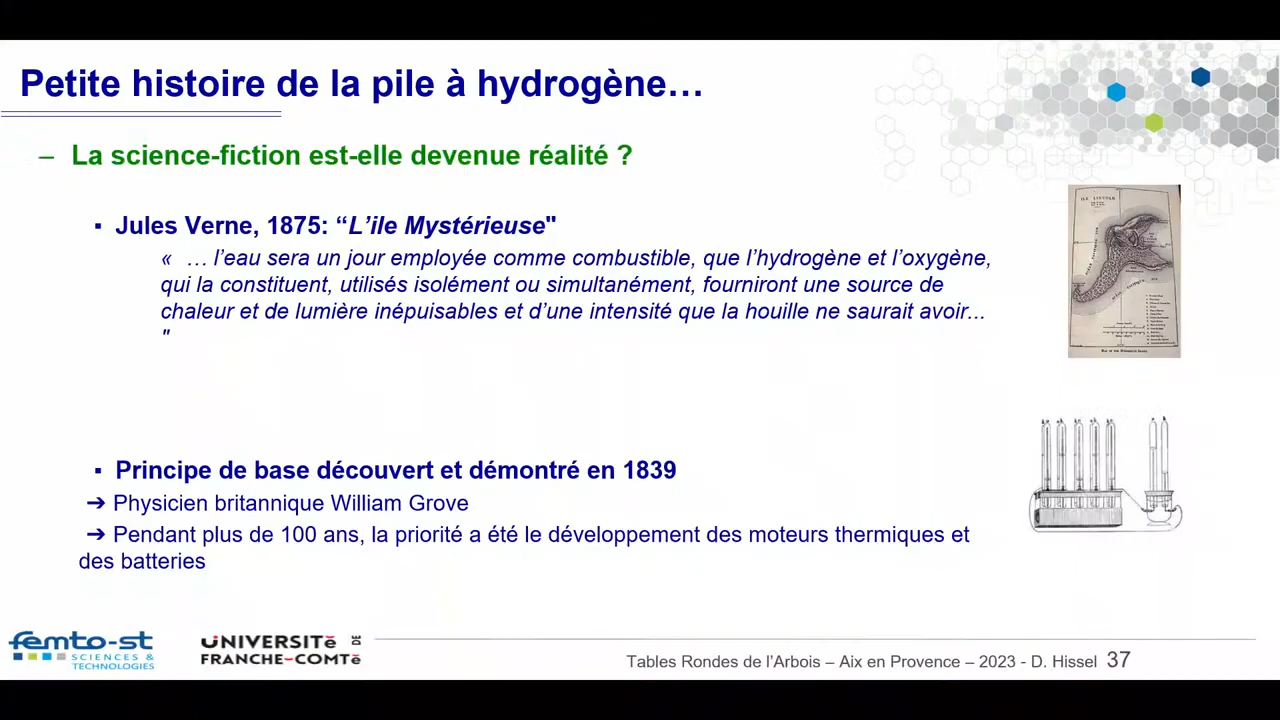 Petite histoire de la pile à hydrogène…
– La science-fiction est-elle devenue réalité ?
▪ Jules Verne, 1875: “L’ile Mystérieuse"
« … l’eau sera un jour employée comme combustible, que l’hydrogène et l’oxygène,
qui la constituent, utilisés isolément ou simultanément, fourniront une source de
chaleur et de lumière inépuisables et d’une intensité que la houille ne saurait avoir...
"
ILE LINCOLN
▪ Principe de base découvert et démontré en 1839
➔ Physicien britannique William Grove
➔ Pendant plus de 100 ans, la priorité a été le développement des moteurs thermiques et
des batteries
femto-st
SCIENCES &
TECHNOLOGIES
UNIVERSITĕ DE
FRANCHE-COMTĕ
Tables Rondes de l’Arbois – Aix en Provence – 2023 - D. Hissel 37